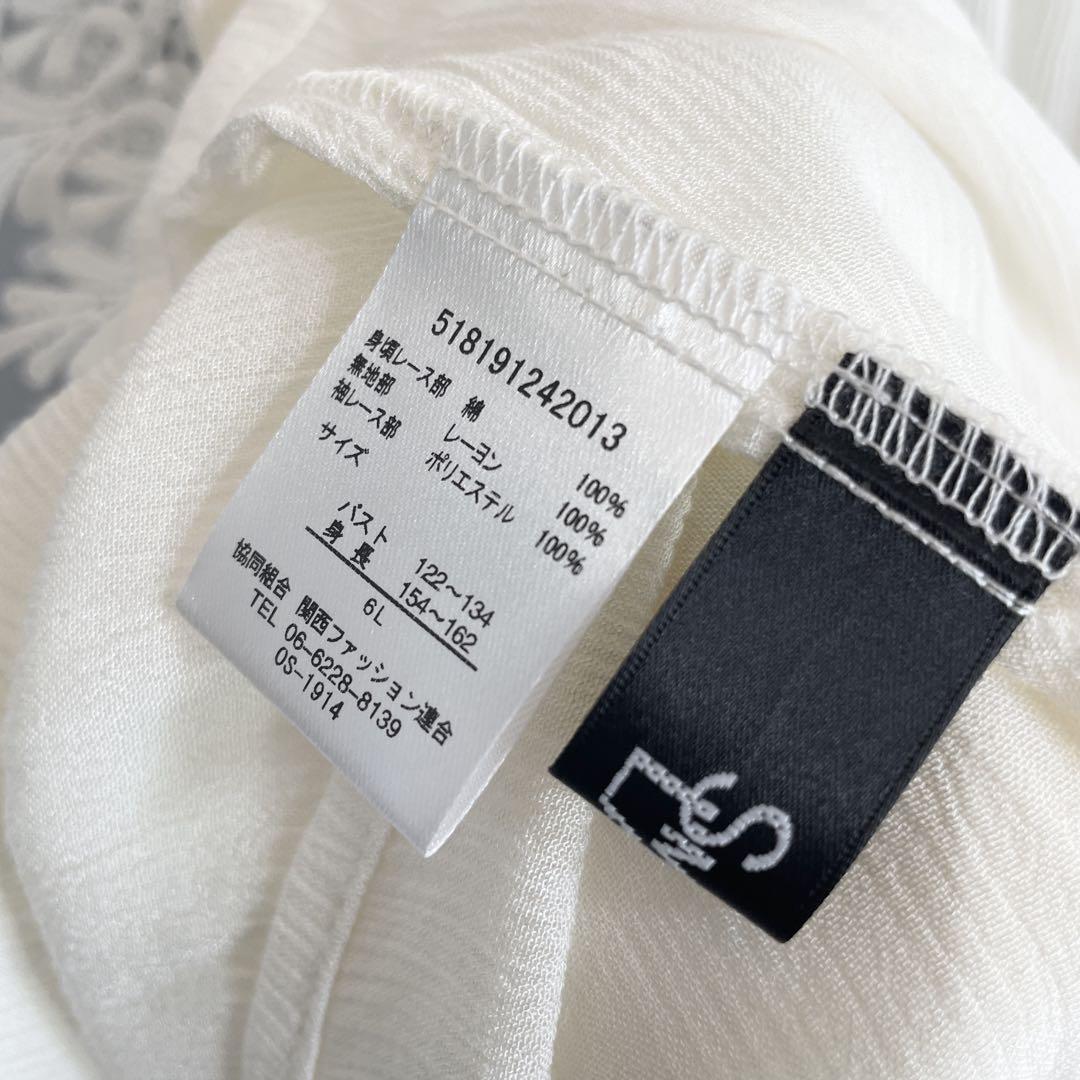 518191242013
身頃レース部 綿 100%
無地部 レーヨン 100%
袖レース部 ポリエステル 100%
サイズ
バスト 122～134
身長 154～162
6L
協同組合 関西ファッション連合
TEL 06-6228-8139
OS-1914